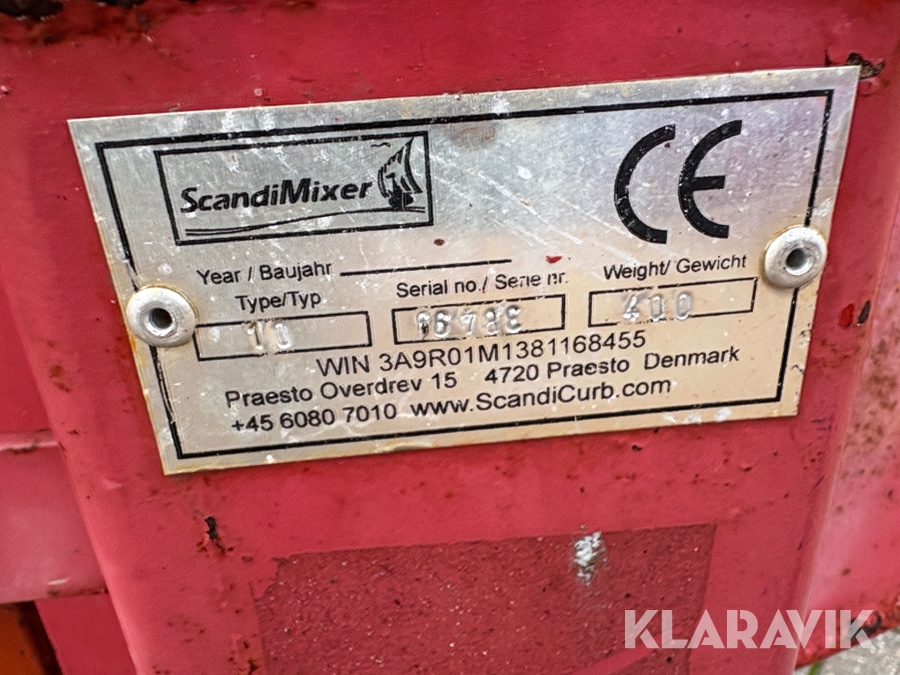 ScandiMixer
CE
Year / Baujahr
Type/Typ Serial no./ Serie nr. Weight/ Gewicht
10 400
WIN 3A9R01M1381168455
Praesto Overdrev 15 4720 Praesto Denmark
+45 6080 7010 www.ScandiCurb.com
KLARAVIK